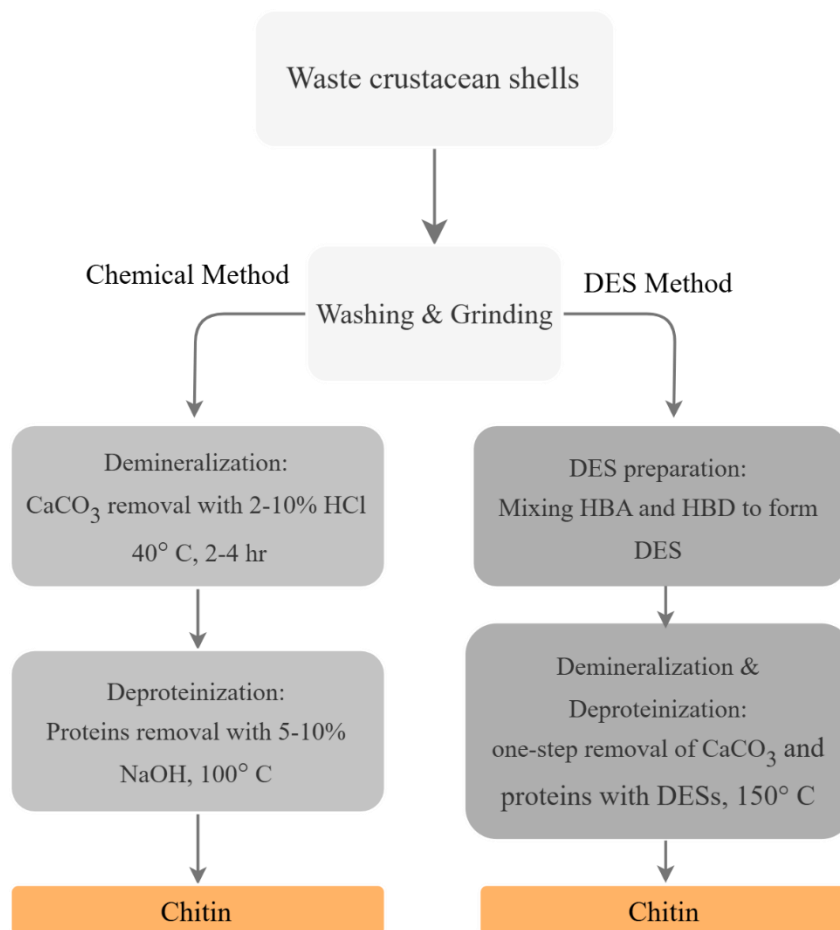 Waste crustacean shells
Chemical Method
DES Method
Washing & Grinding
Demineralization:
CaCO₃ removal with 2-10% HCl
40° C, 2-4 hr
Deproteinization:
Proteins removal with 5-10%
NaOH, 100° C
Chitin
DES preparation:
Mixing HBA and HBD to form
DES
Demineralization &
Deproteinization:
one-step removal of CaCO₃ and
proteins with DESs, 150° C
Chitin